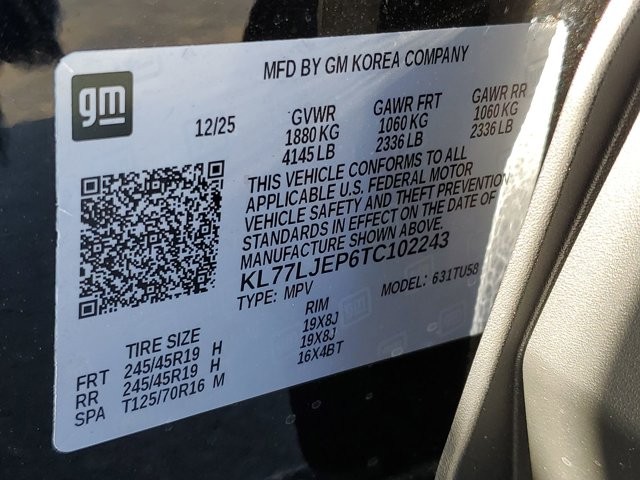 MFD BY GM KOREA COMPANY
gm
12/25
GVWR
1880 KG
4145 LB
GAWR FRT
1060 KG
2336 LB
GAWR RR
1060 KG
2336 LB
THIS VEHICLE CONFORMS TO ALL
APPLICABLE U.S. FEDERAL MOTOR
VEHICLE SAFETY AND THEFT PREVENTION
STANDARDS IN EFFECT ON THE DATE OF
MANUFACTURE SHOWN ABOVE.
KL77LJEP6TC102243
TYPE: MPV
MODEL: 631TU58
TIRE SIZE
RIM
FRT 245/45R19 H 19X8J
RR 245/45R19 H 19X8J
SPA T125/70R16 M 16X4BT